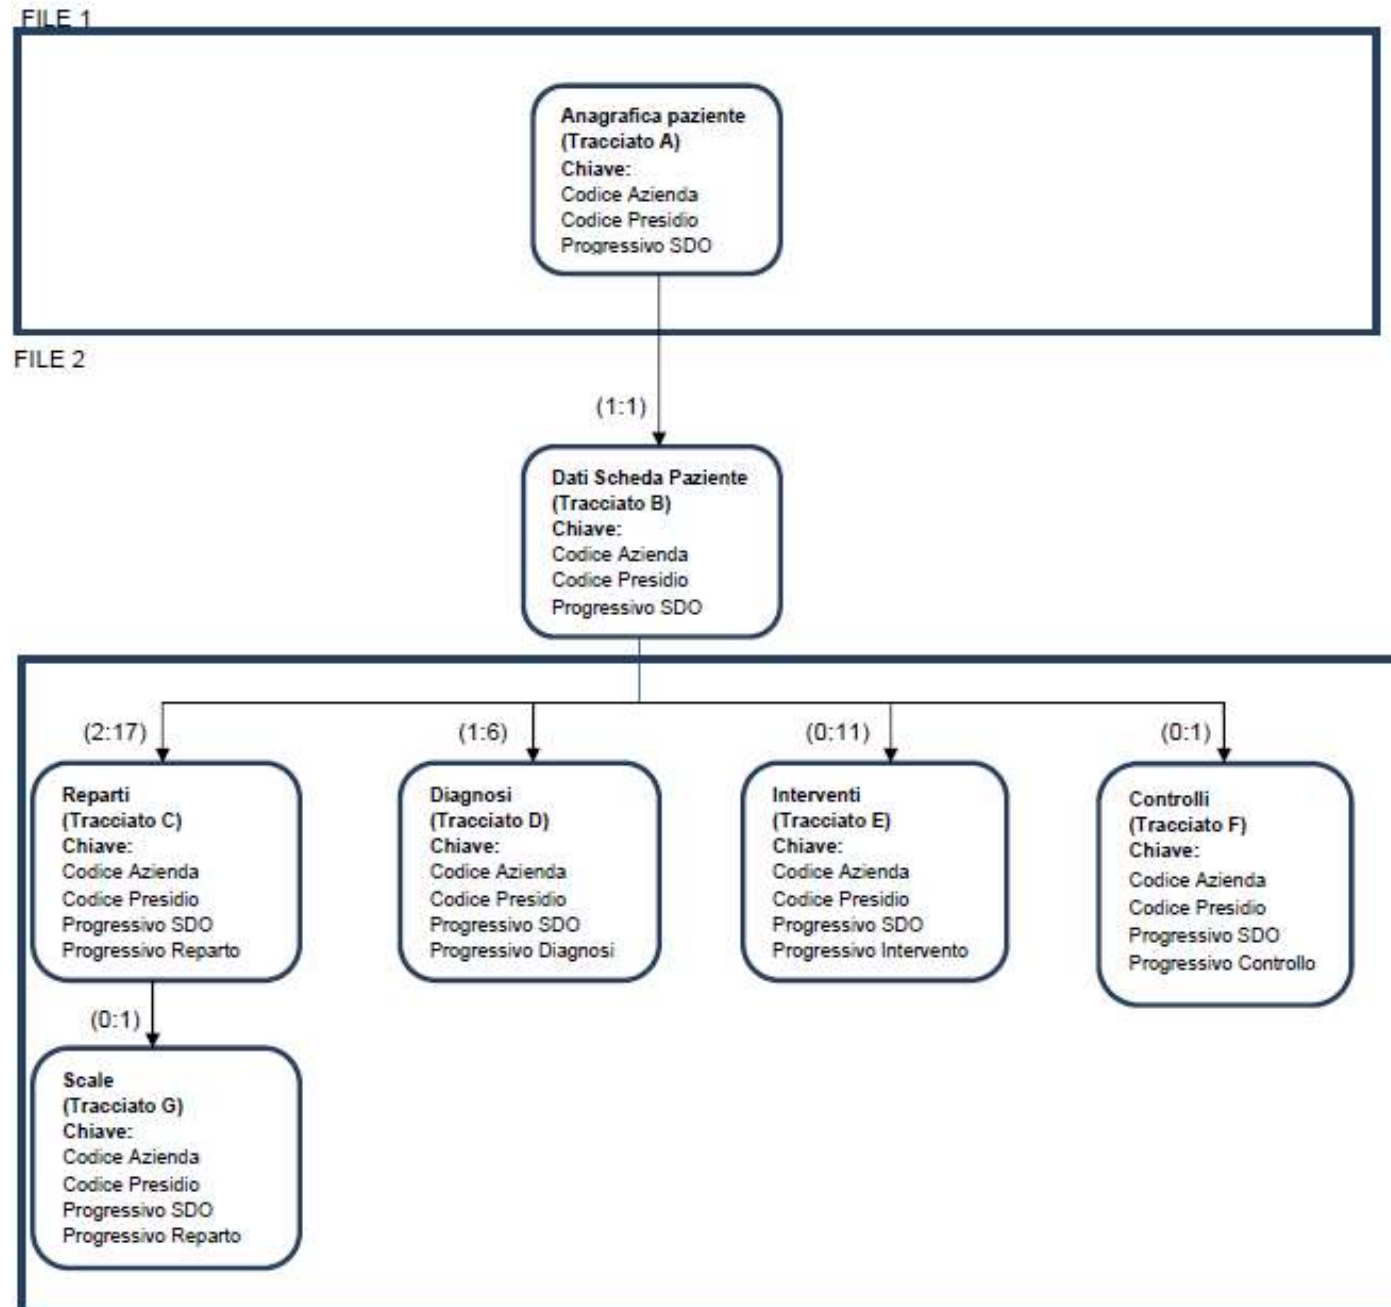 FILE 1
Anagrafica paziente
(Tracciato A)
Chiave:
Codice Azienda
Codice Presidio
Progressivo SDO
FILE 2
(1:1)
Dati Scheda Paziente
(Tracciato B)
Chiave:
Codice Azienda
Codice Presidio
Progressivo SDO
(2:17)
(1:6)
(0:11)
(0:1)
Reparti
(Tracciato C)
Chiave:
Codice Azienda
Codice Presidio
Progressivo SDO
Progressivo Reparto
Diagnosi
(Tracciato D)
Chiave:
Codice Azienda
Codice Presidio
Progressivo SDO
Progressivo Diagnosi
Interventi
(Tracciato E)
Chiave:
Codice Azienda
Codice Presidio
Progressivo SDO
Progressivo Intervento
Controlli
(Tracciato F)
Chiave:
Codice Azienda
Codice Presidio
Progressivo SDO
Progressivo Controllo
(0:1)
Scale
(Tracciato G)
Chiave:
Codice Azienda
Codice Presidio
Progressivo SDO
Progressivo Reparto